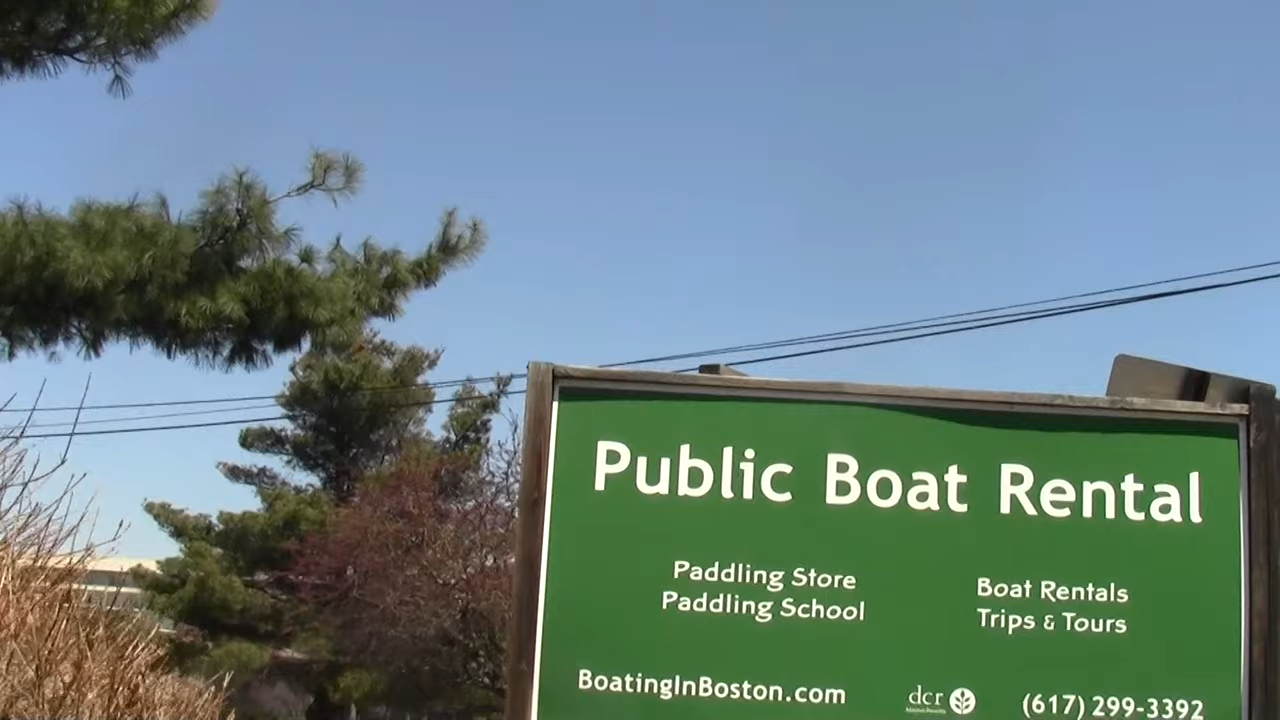 Public Boat Rental
Paddling Store
Paddling School
Boat Rentals
Trips & Tours
BoatingInBoston.com
dcr
(617) 299-3392